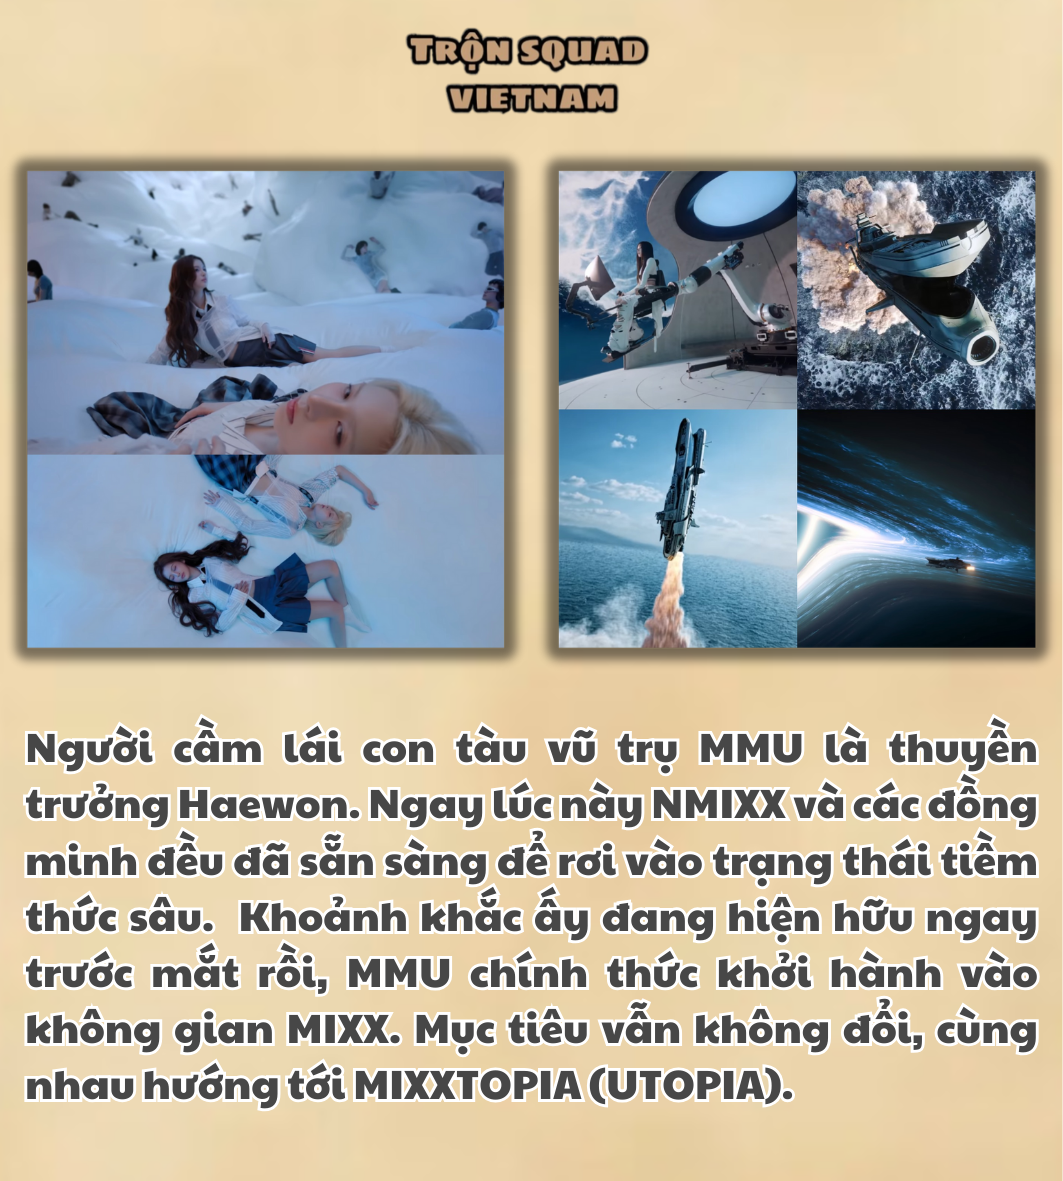 TRỘN SQUAD
VIETNAM
Người cầm lái con tàu vũ trụ MMU là thuyền
trưởng Haewon. Ngay lúc này NMIXX và các đồng
minh đều đã sẵn sàng để rơi vào trạng thái tiềm
thức sâu. Khoảnh khắc ấy đang hiện hữu ngay
trước mắt rồi, MMU chính thức khởi hành vào
không gian MIXX. Mục tiêu vẫn không đổi, cùng
nhau hướng tới MIXXTOPIA (UTOPIA).